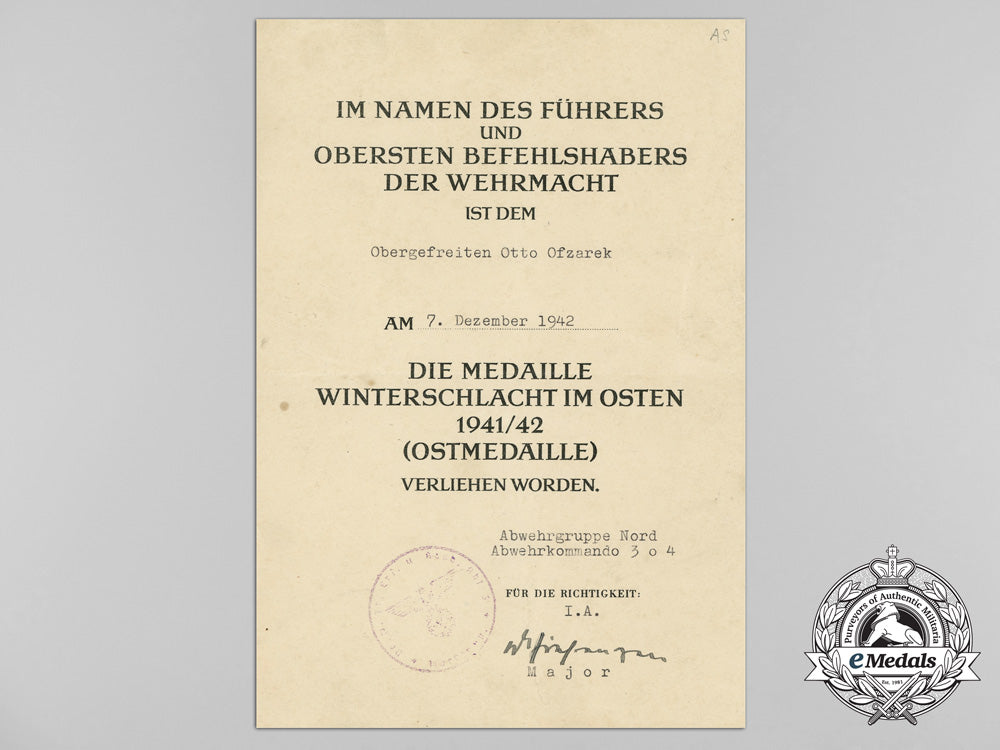 AS
IM NAMEN DES FÜHRERS
UND
OBERSTEN BEFEHLSHABERS
DER WEHRMACHT
IST DEM
Obergefreiten Otto Ofzarek
AM 7. Dezember 1942
DIE MEDAILLE
WINTERSCHLACHT IM OSTEN
1941/42
(OSTMEDAILLE)
VERLIEHEN WORDEN.
Abwehrgruppe Nord
Abwehrkommando 3 o 4
FÜR DIE RICHTIGKEIT:
I.A.
Major
Purveyors of Authentic Militaria
eMedals
Est. 1981